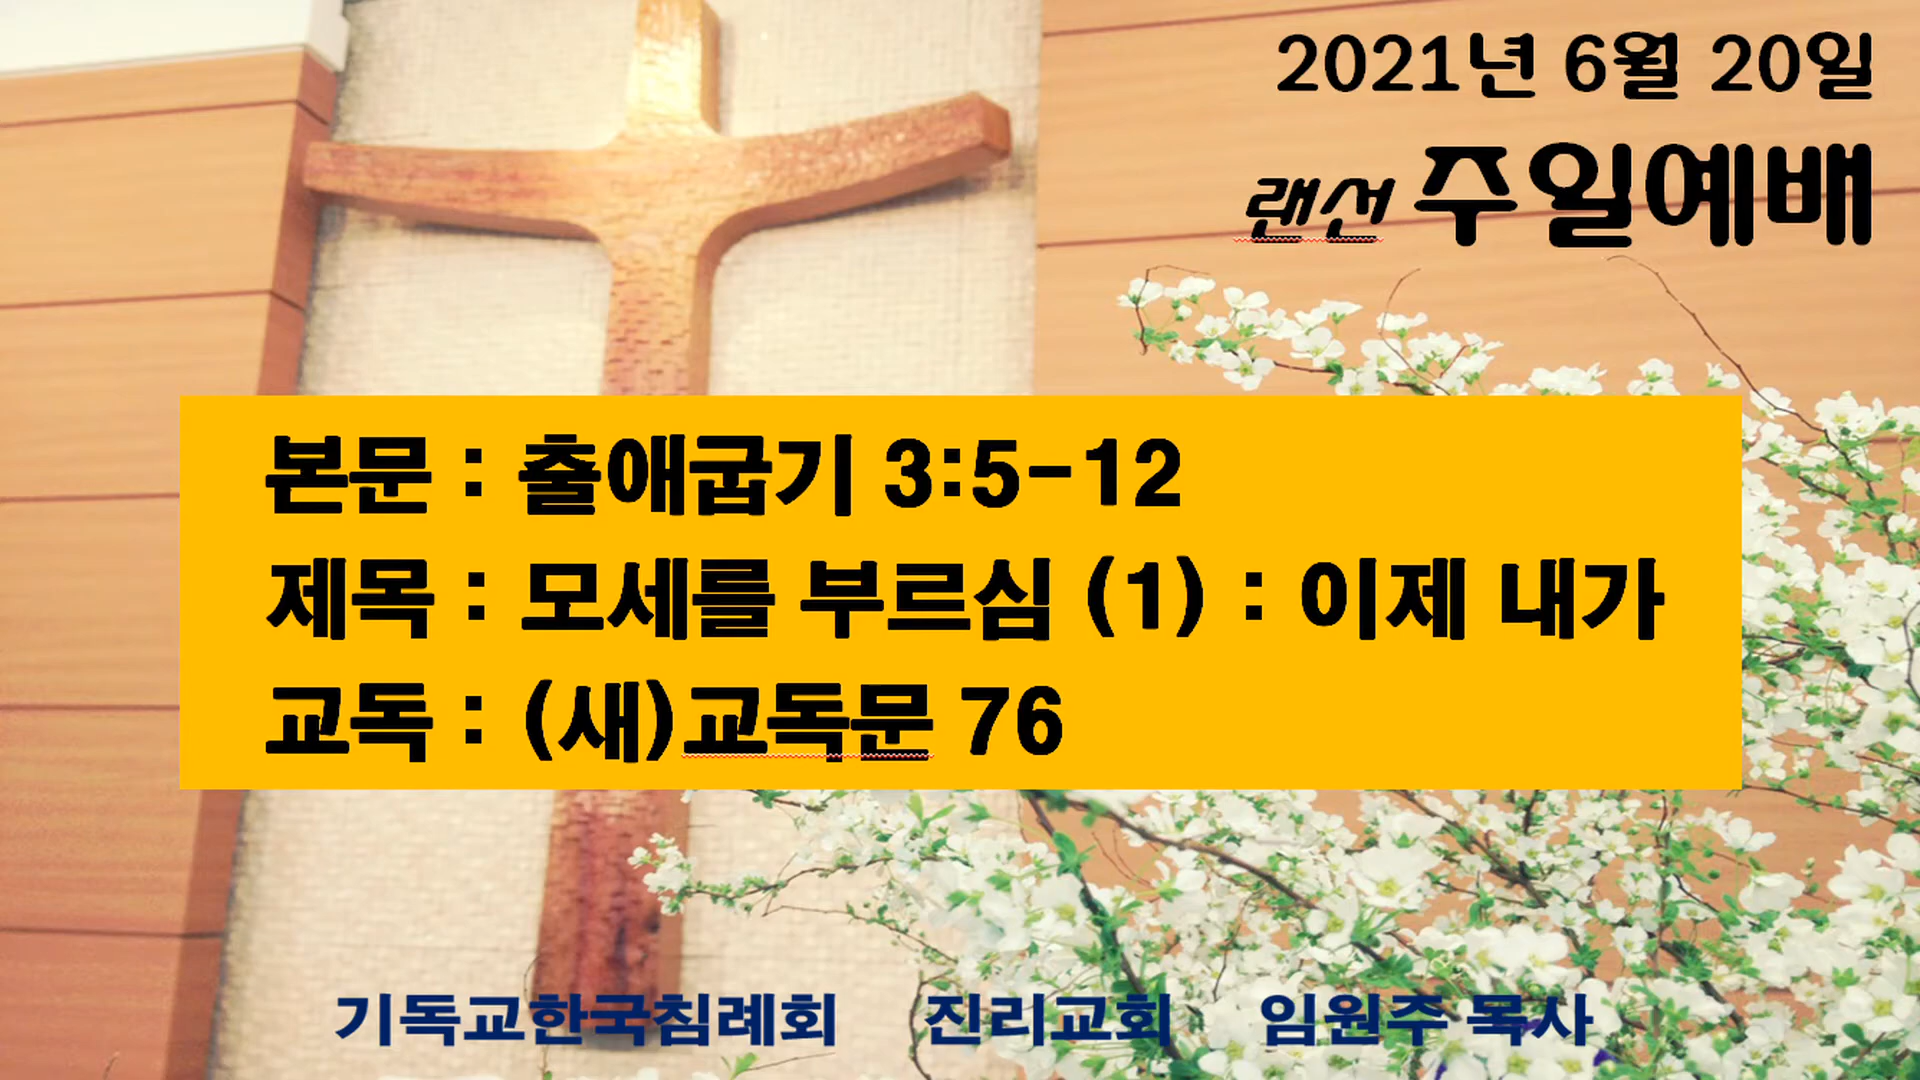 2021년 6월 20일
랜선 주일예배
본문 : 출애굽기 3:5-12
제목 : 모세를 부르심 (1) : 이제 내가
교독 : (새)교독문 76
기독교한국침례회 진리교회 임원주 목사